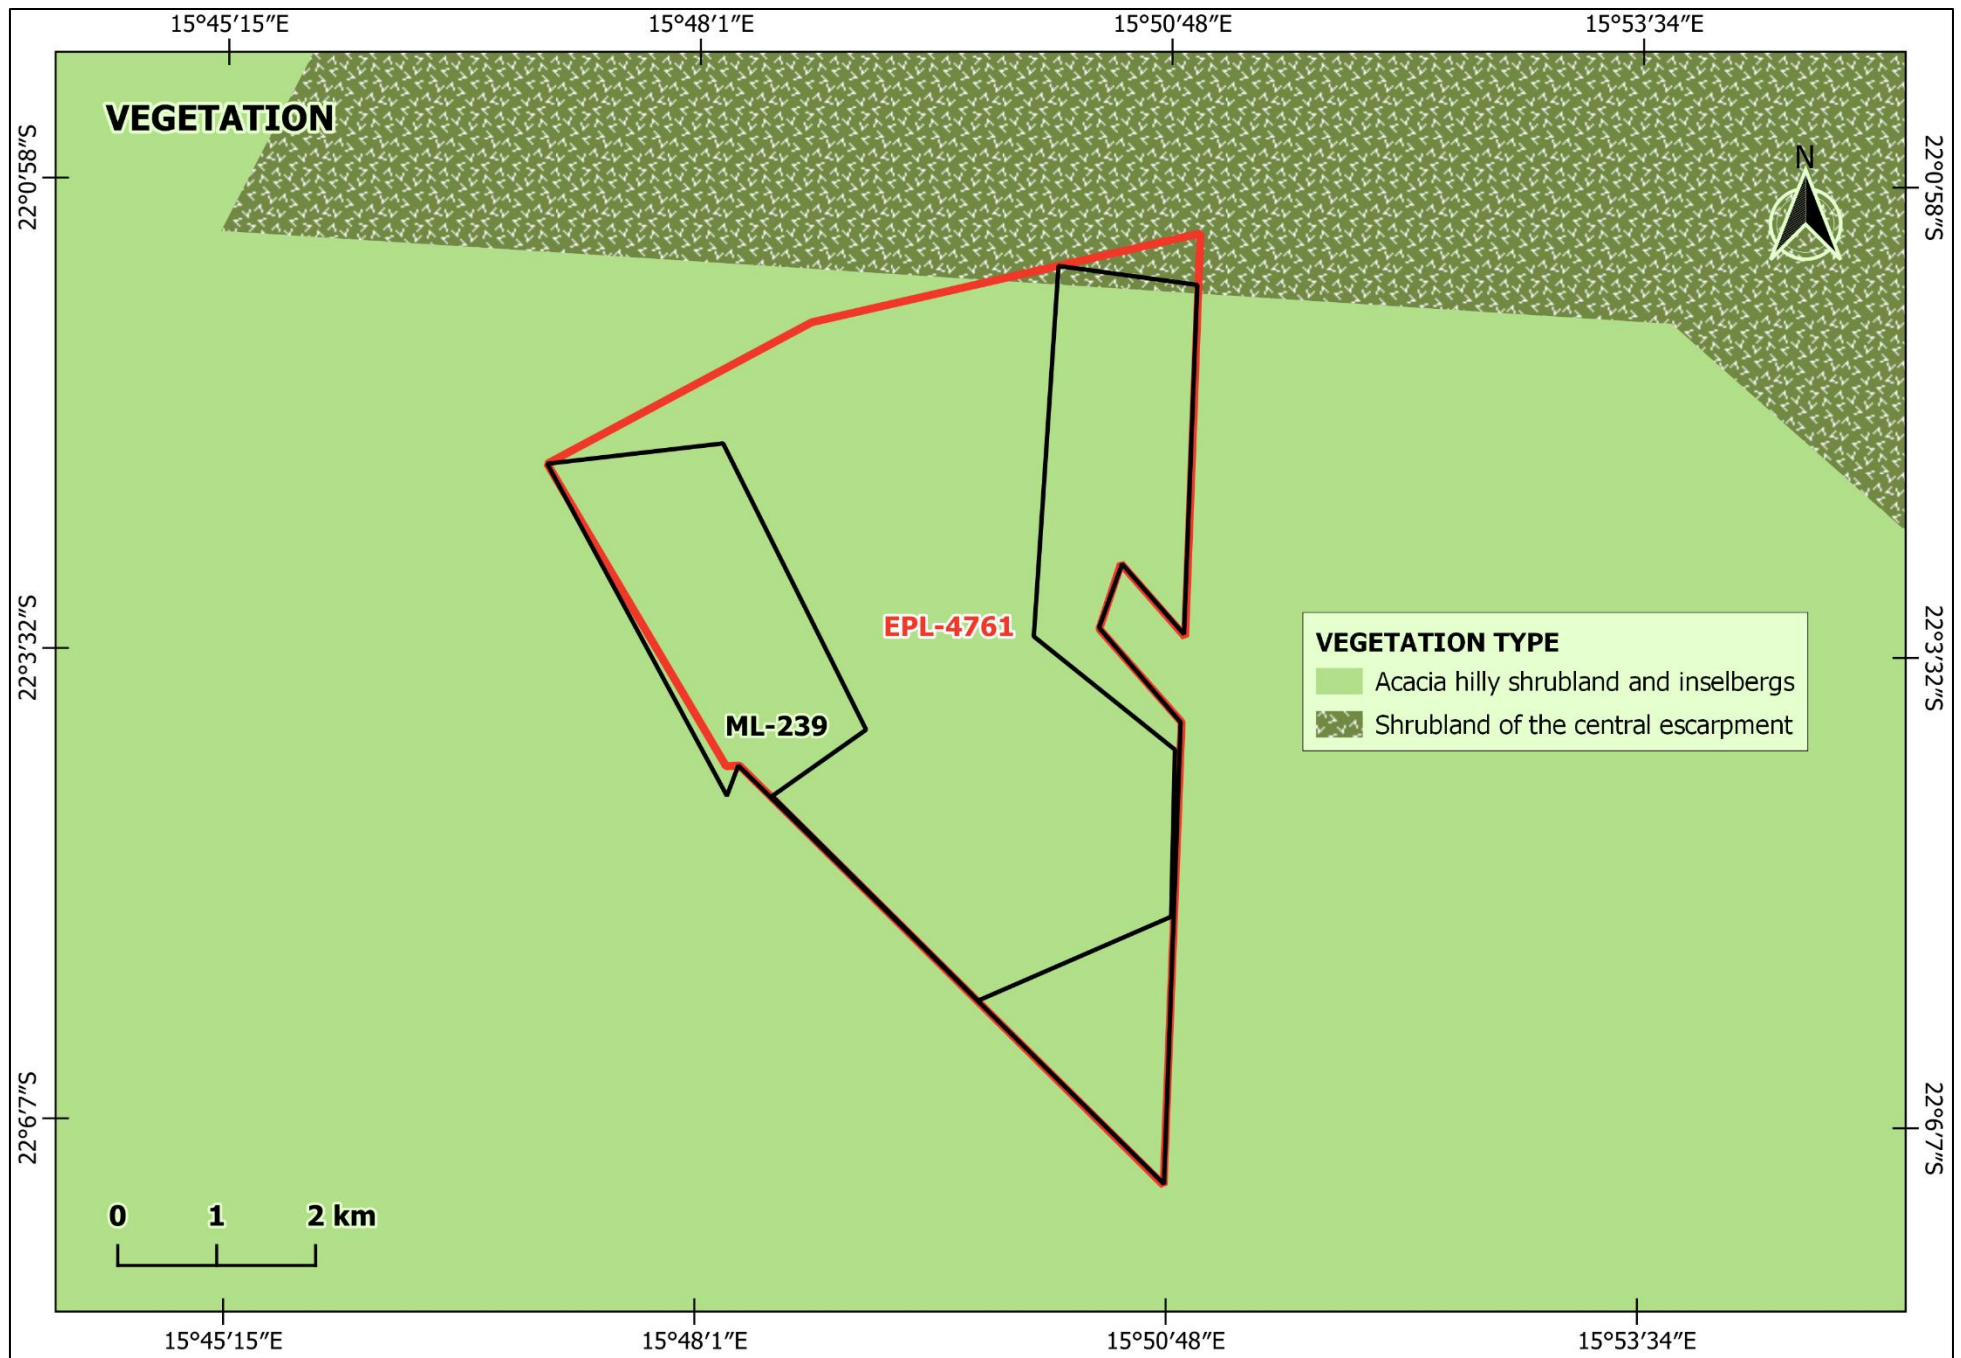 15°45′15″E 15°48′1″E 15°50′48″E 15°53′34″E
VEGETATION
22°0′58″S
22°0′58″S
N
EPL-4761
22°3′32″S
22°3′32″S
VEGETATION TYPE
Acacia hilly shrubland and inselbergs
Shrubland of the central escarpment
ML-239
22°6′7″S
22°6′7″S
0 1 2 km
15°45′15″E 15°48′1″E 15°50′48″E 15°53′34″E